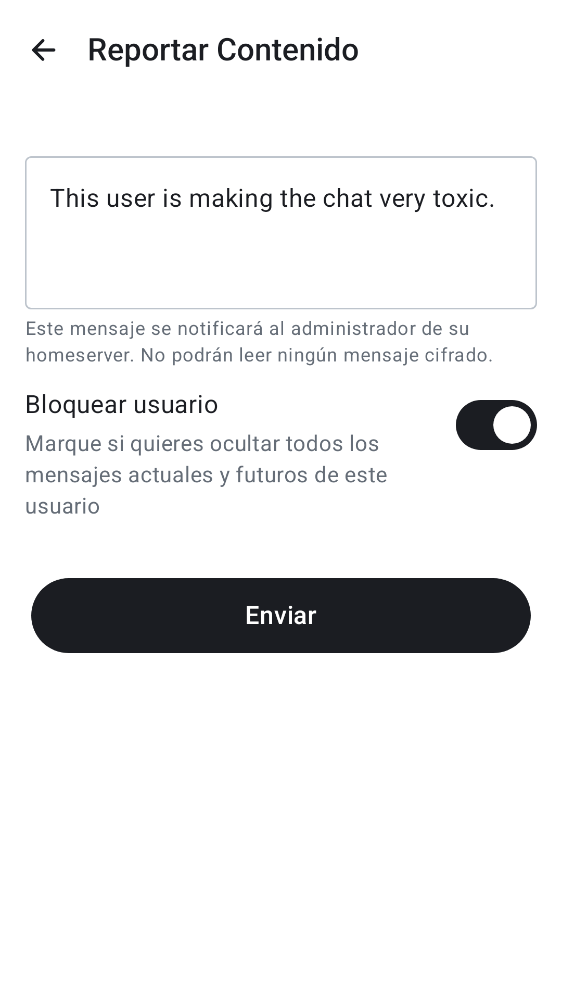 Reportar Contenido
This user is making the chat very toxic.
Este mensaje se notificará al administrador de su
homeserver. No podrán leer ningún mensaje cifrado.
Bloquear usuario
Marque si quieres ocultar todos los
mensajes actuales y futuros de este
usuario
Enviar